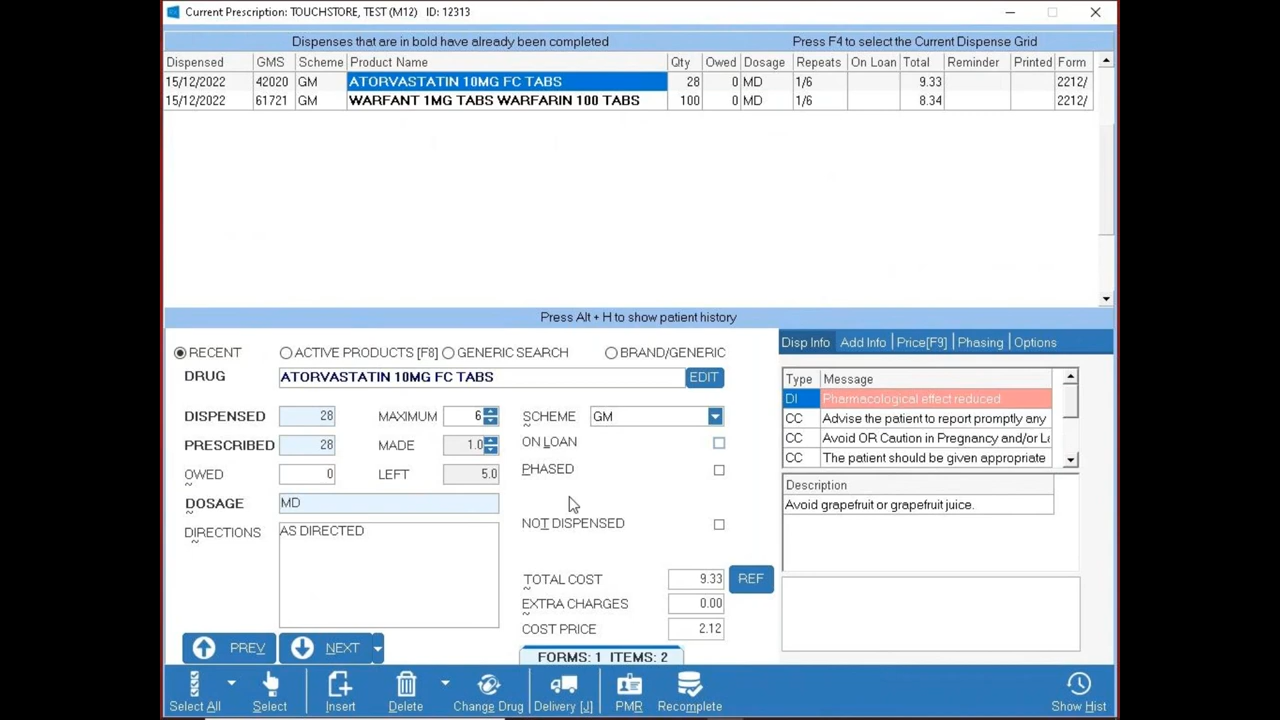 Current Prescription: TOUCHSTORE, TEST (M12) ID: 12313
Dispenses that are in bold have already been completed Press F4 to select the Current Dispense Grid
Dispensed GMS Scheme Product Name Qty Owed Dosage Repeats On Loan Total Reminder Printed Form
15/12/2022 42020 GM ATORVASTATIN 10MG FC TABS 28 0 MD 1/6 9.33 2212/
15/12/2022 61721 GM WARFANT 1MG TABS WARFARIN 100 TABS 100 0 MD 1/6 8.34 2212/
Press Alt + H to show patient history
RECENT ACTIVE PRODUCTS [F8] GENERIC SEARCH BRAND/GENERIC
DRUG ATORVASTATIN 10MG FC TABS EDIT
DISPENSED 28 MAXIMUM 6 SCHEME GM
PRESCRIBED 28 MADE 1.0 ON LOAN
OWED 0 LEFT 5.0 PHASED
DOSAGE MD
DIRECTIONS AS DIRECTED NOT DISPENSED
TOTAL COST 9.33 REF
EXTRA CHARGES 0.00
COST PRICE 2.12
PREV NEXT
FORMS: 1 ITEMS: 2
Disp Info Add Info Price[F9] Phasing Options
Type Message
DI Pharmacological effect reduced.
CC Advise the patient to report promptly any
CC Avoid OR Caution in Pregnancy and/or La
CC The patient should be given appropriate
Description
Avoid grapefruit or grapefruit juice.
Select All Select Insert Delete Change Drug Delivery [J] PMR Recomplete Show Hist